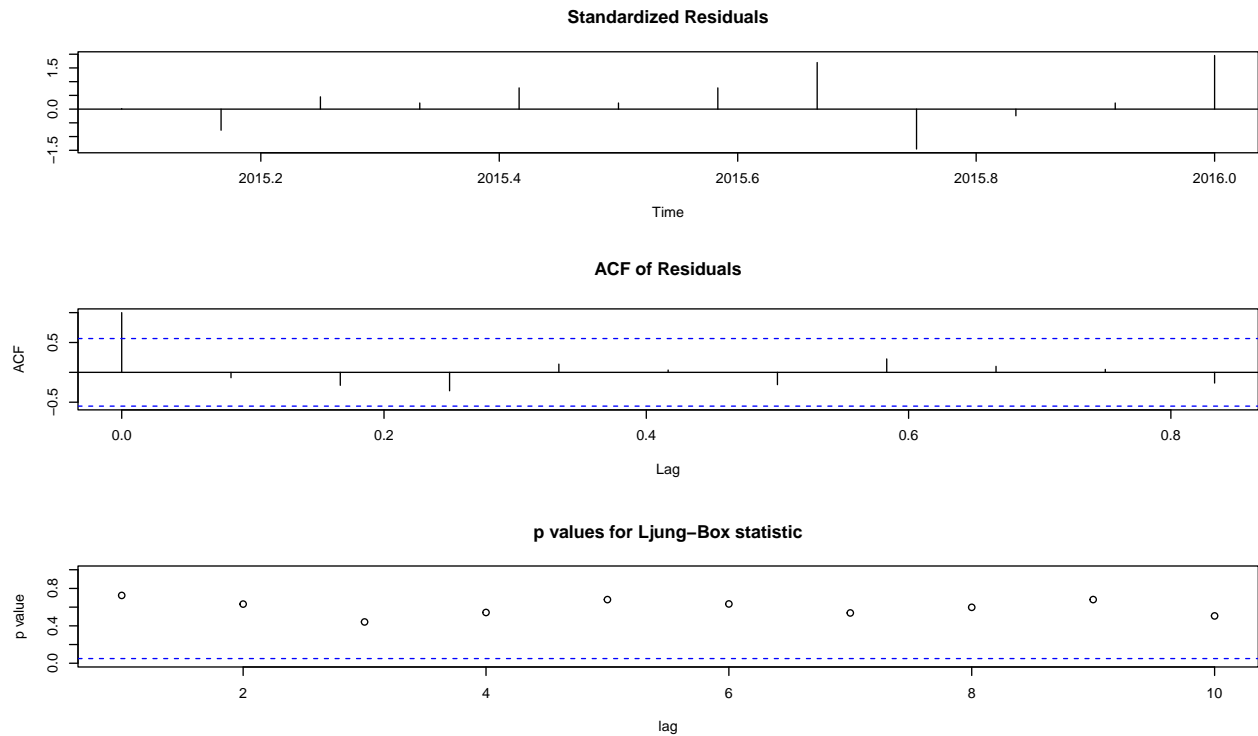 Standardized Residuals
1.5
0.0
−1.5
2015.2 2015.4 2015.6 2015.8 2016.0
Time
ACF of Residuals
ACF
0.5
−0.5
0.0 0.2 0.4 0.6 0.8
Lag
p values for Ljung−Box statistic
p value
0.8
0.4
0.0
2 4 6 8 10
lag